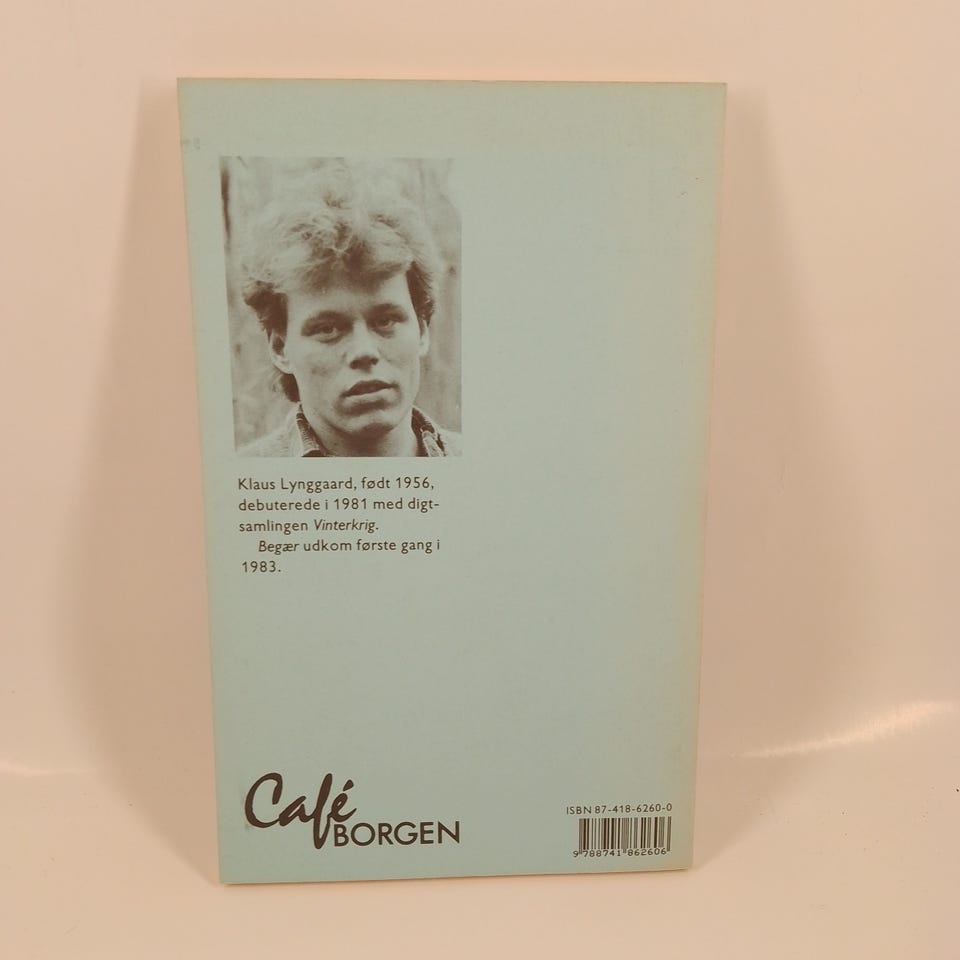 Klaus Lynggaard, født 1956,
debuterede i 1981 med digt-
samlingen Vinterkrig.
Begær udkom første gang i
1983.
Café
BORGEN
ISBN 87-418-6260-0
9 788741 862606